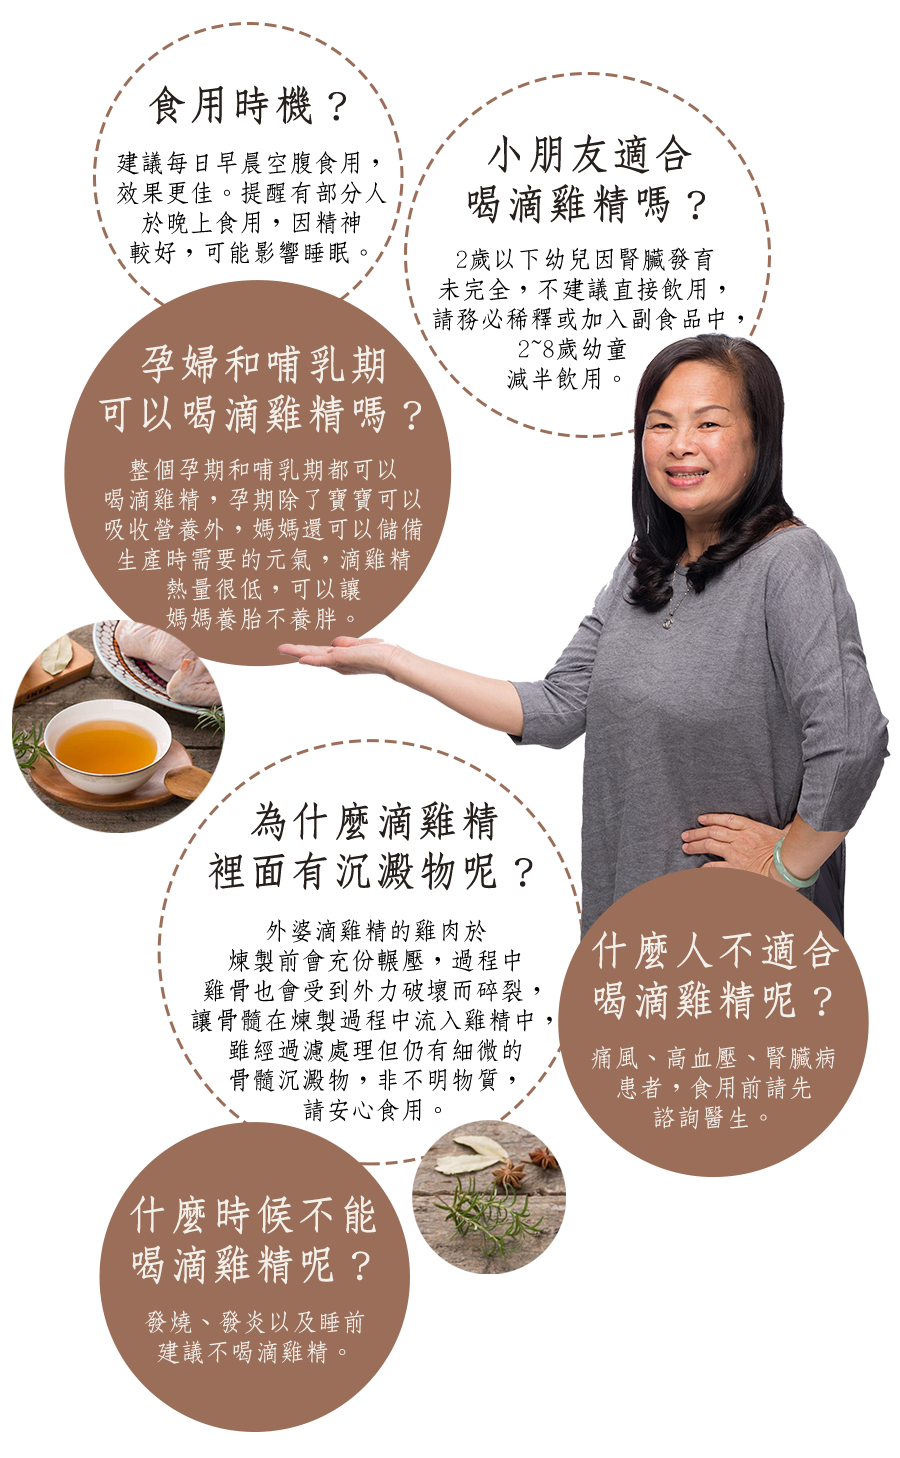 食用時機？
建議每日早晨空腹食用，
效果更佳。提醒有部分人
於晚上食用，因精神
較好，可能影響睡眠。
小朋友適合
喝滴雞精嗎？
2歲以下幼兒因腎臟發育
未完全，不建議直接飲用，
請務必稀釋或加入副食品中，
2~8歲幼童
減半飲用。
孕婦和哺乳期
可以喝滴雞精嗎？
整個孕期和哺乳期都可以
喝滴雞精，孕期除了寶寶可以
吸收營養外，媽媽還可以儲備
生產時需要的元氣，滴雞精
熱量很低，可以讓
媽媽養胎不養胖。
為什麼滴雞精
裡面有沉澱物呢？
外婆滴雞精的雞肉於
煉製前會充份輾壓，過程中
雞骨也會受到外力破壞而碎裂，
讓骨髓在煉製過程中流入雞精中，
雖經過濾處理但仍有細微的
骨髓沉澱物，非不明物質，
請安心食用。
什麼人不適合
喝滴雞精呢？
痛風、高血壓、腎臟病
患者，食用前請先
諮詢醫生。
什麼時候不能
喝滴雞精呢？
發燒、發炎以及睡前
建議不喝滴雞精。